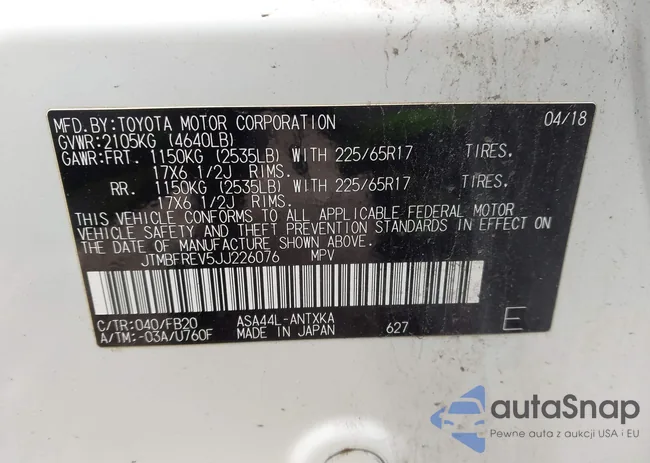 MFD.BY:TOYOTA MOTOR CORPORATION 04/18
GVWR:2105KG (4640LB)
GAWR:FRT. 1150KG (2535LB) WITH 225/65R17 TIRES,
17X6 1/2J RIMS.
RR. 1150KG (2535LB) WITH 225/65R17 TIRES,
17X6 1/2J RIMS.
THIS VEHICLE CONFORMS TO ALL APPLICABLE FEDERAL MOTOR
VEHICLE SAFETY AND THEFT PREVENTION STANDARDS IN EFFECT ON
THE DATE OF MANUFACTURE SHOWN ABOVE.
JTMBFREV5JJ226076 MPV
C/TR:040/FB20 ASA44L-ANTXKA
A/TM:-03A/U760F MADE IN JAPAN 627 E
autoSnap
Pewne auta z aukcji USA i EU